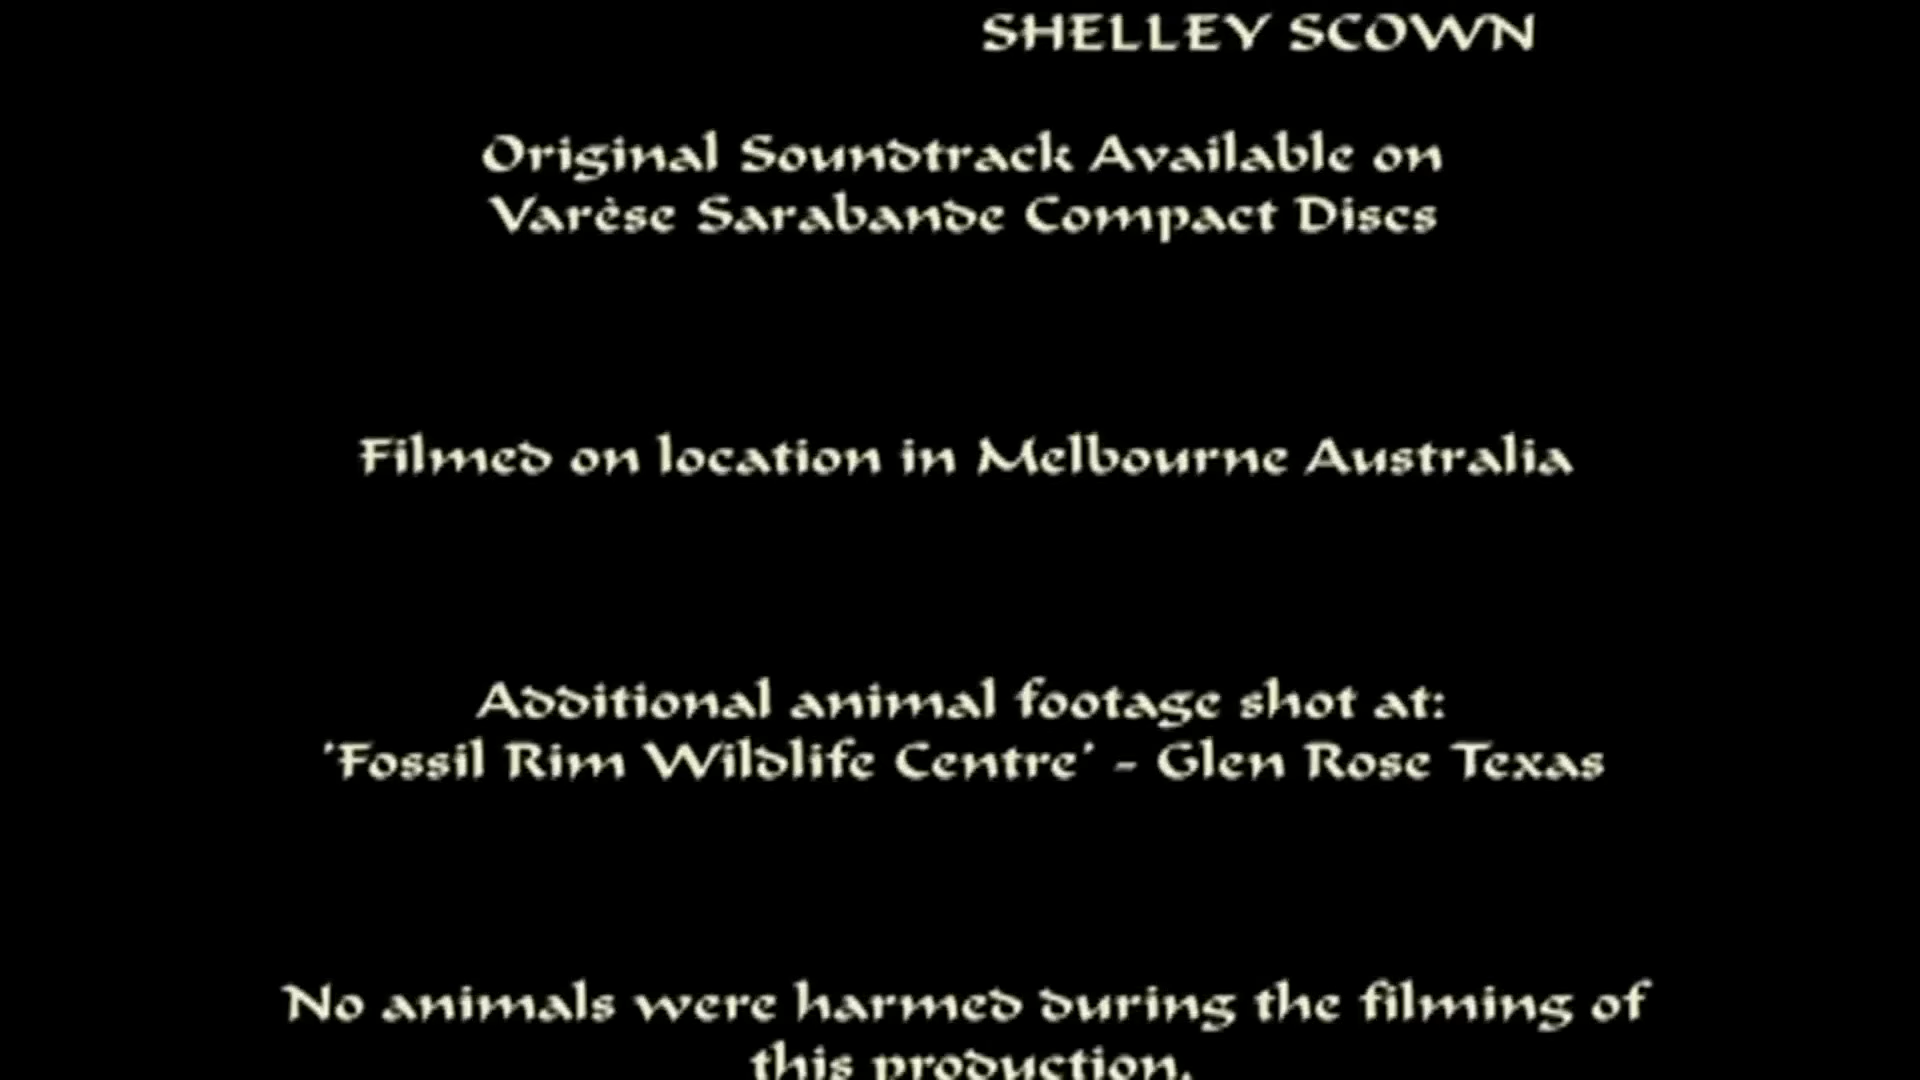 SHELLEY SCOWN
Original Soundtrack Available on
Varèse Sarabande Compact Discs
Filmed on location in Melbourne Australia
Additional animal footage shot at:
'Fossil Rim Wildlife Centre' - Glen Rose Texas
No animals were harmed during the filming of
this production.